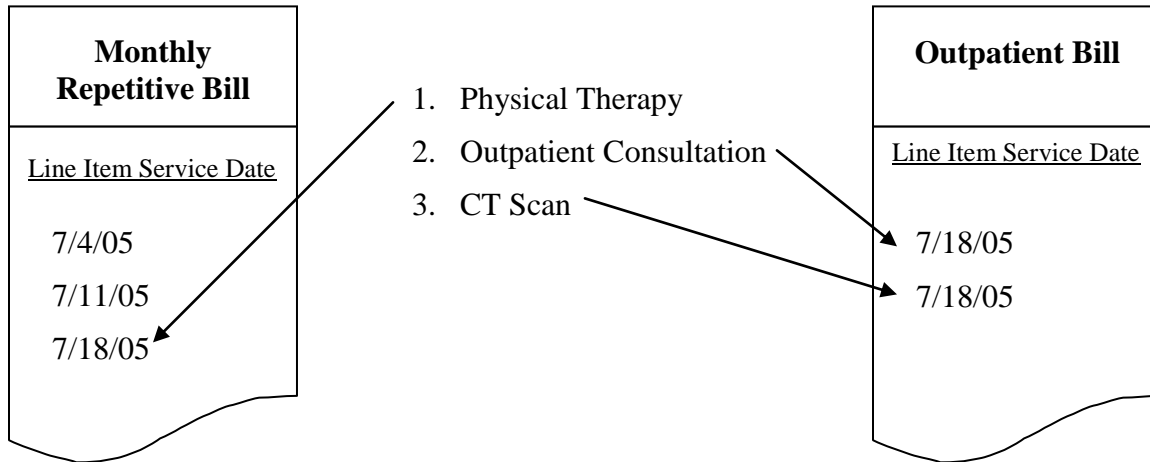 Monthly
Repetitive Bill
Line Item Service Date
7/4/05
7/11/05
7/18/05
1. Physical Therapy
2. Outpatient Consultation
3. CT Scan
Outpatient Bill
Line Item Service Date
7/18/05
7/18/05